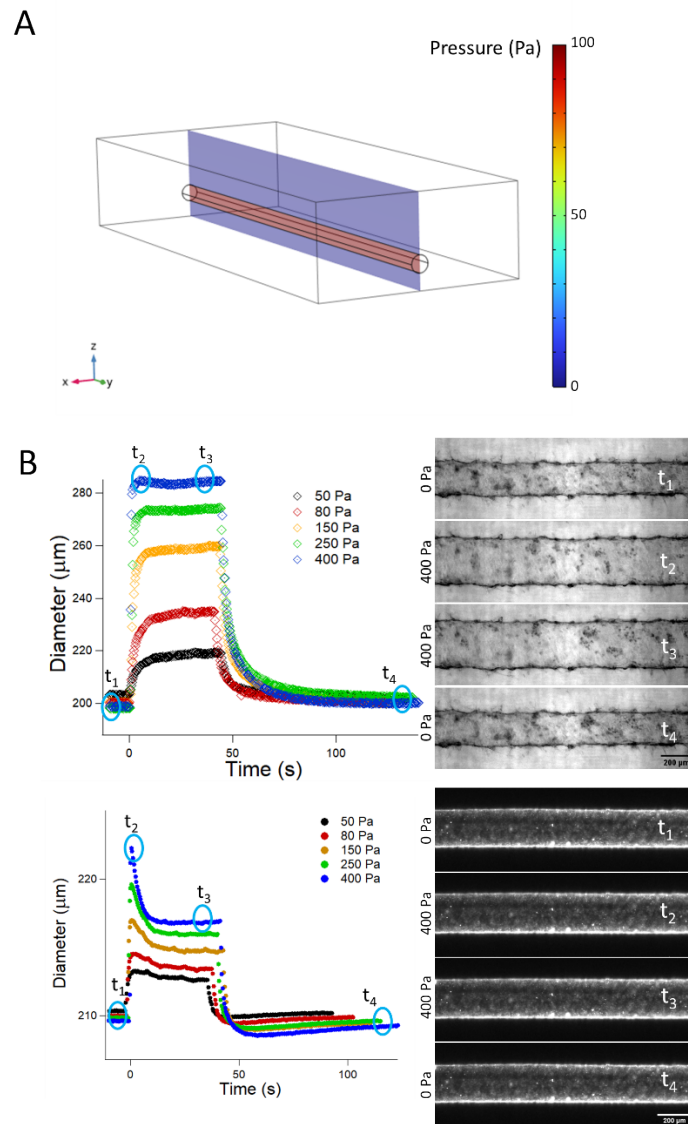 A
Pressure (Pa)
100
50
0
z
x
y
B
t2
t3
280
260
240
220
200
Diameter (μm)
50 Pa
80 Pa
150 Pa
250 Pa
400 Pa
t1
t4
0
50
100
Time (s)
0 Pa
t1
400 Pa
t2
400 Pa
t3
0 Pa
t4
200 μm
t2
t3
220
210
Diameter (μm)
50 Pa
80 Pa
150 Pa
250 Pa
400 Pa
t1
t4
0
50
100
Time (s)
0 Pa
t1
400 Pa
t2
400 Pa
t3
0 Pa
t4
200 μm